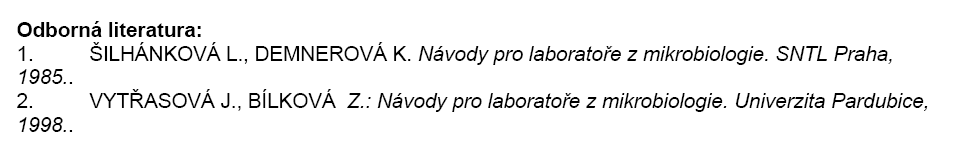 Odborná literatura:
1. ŠILHÁNKOVÁ L., DEMNEROVÁ K. Návody pro laboratoře z mikrobiologie. SNTL Praha,
1985..
2. VYTŘASOVÁ J., BÍLKOVÁ Z.: Návody pro laboratoře z mikrobiologie. Univerzita Pardubice,
1998..